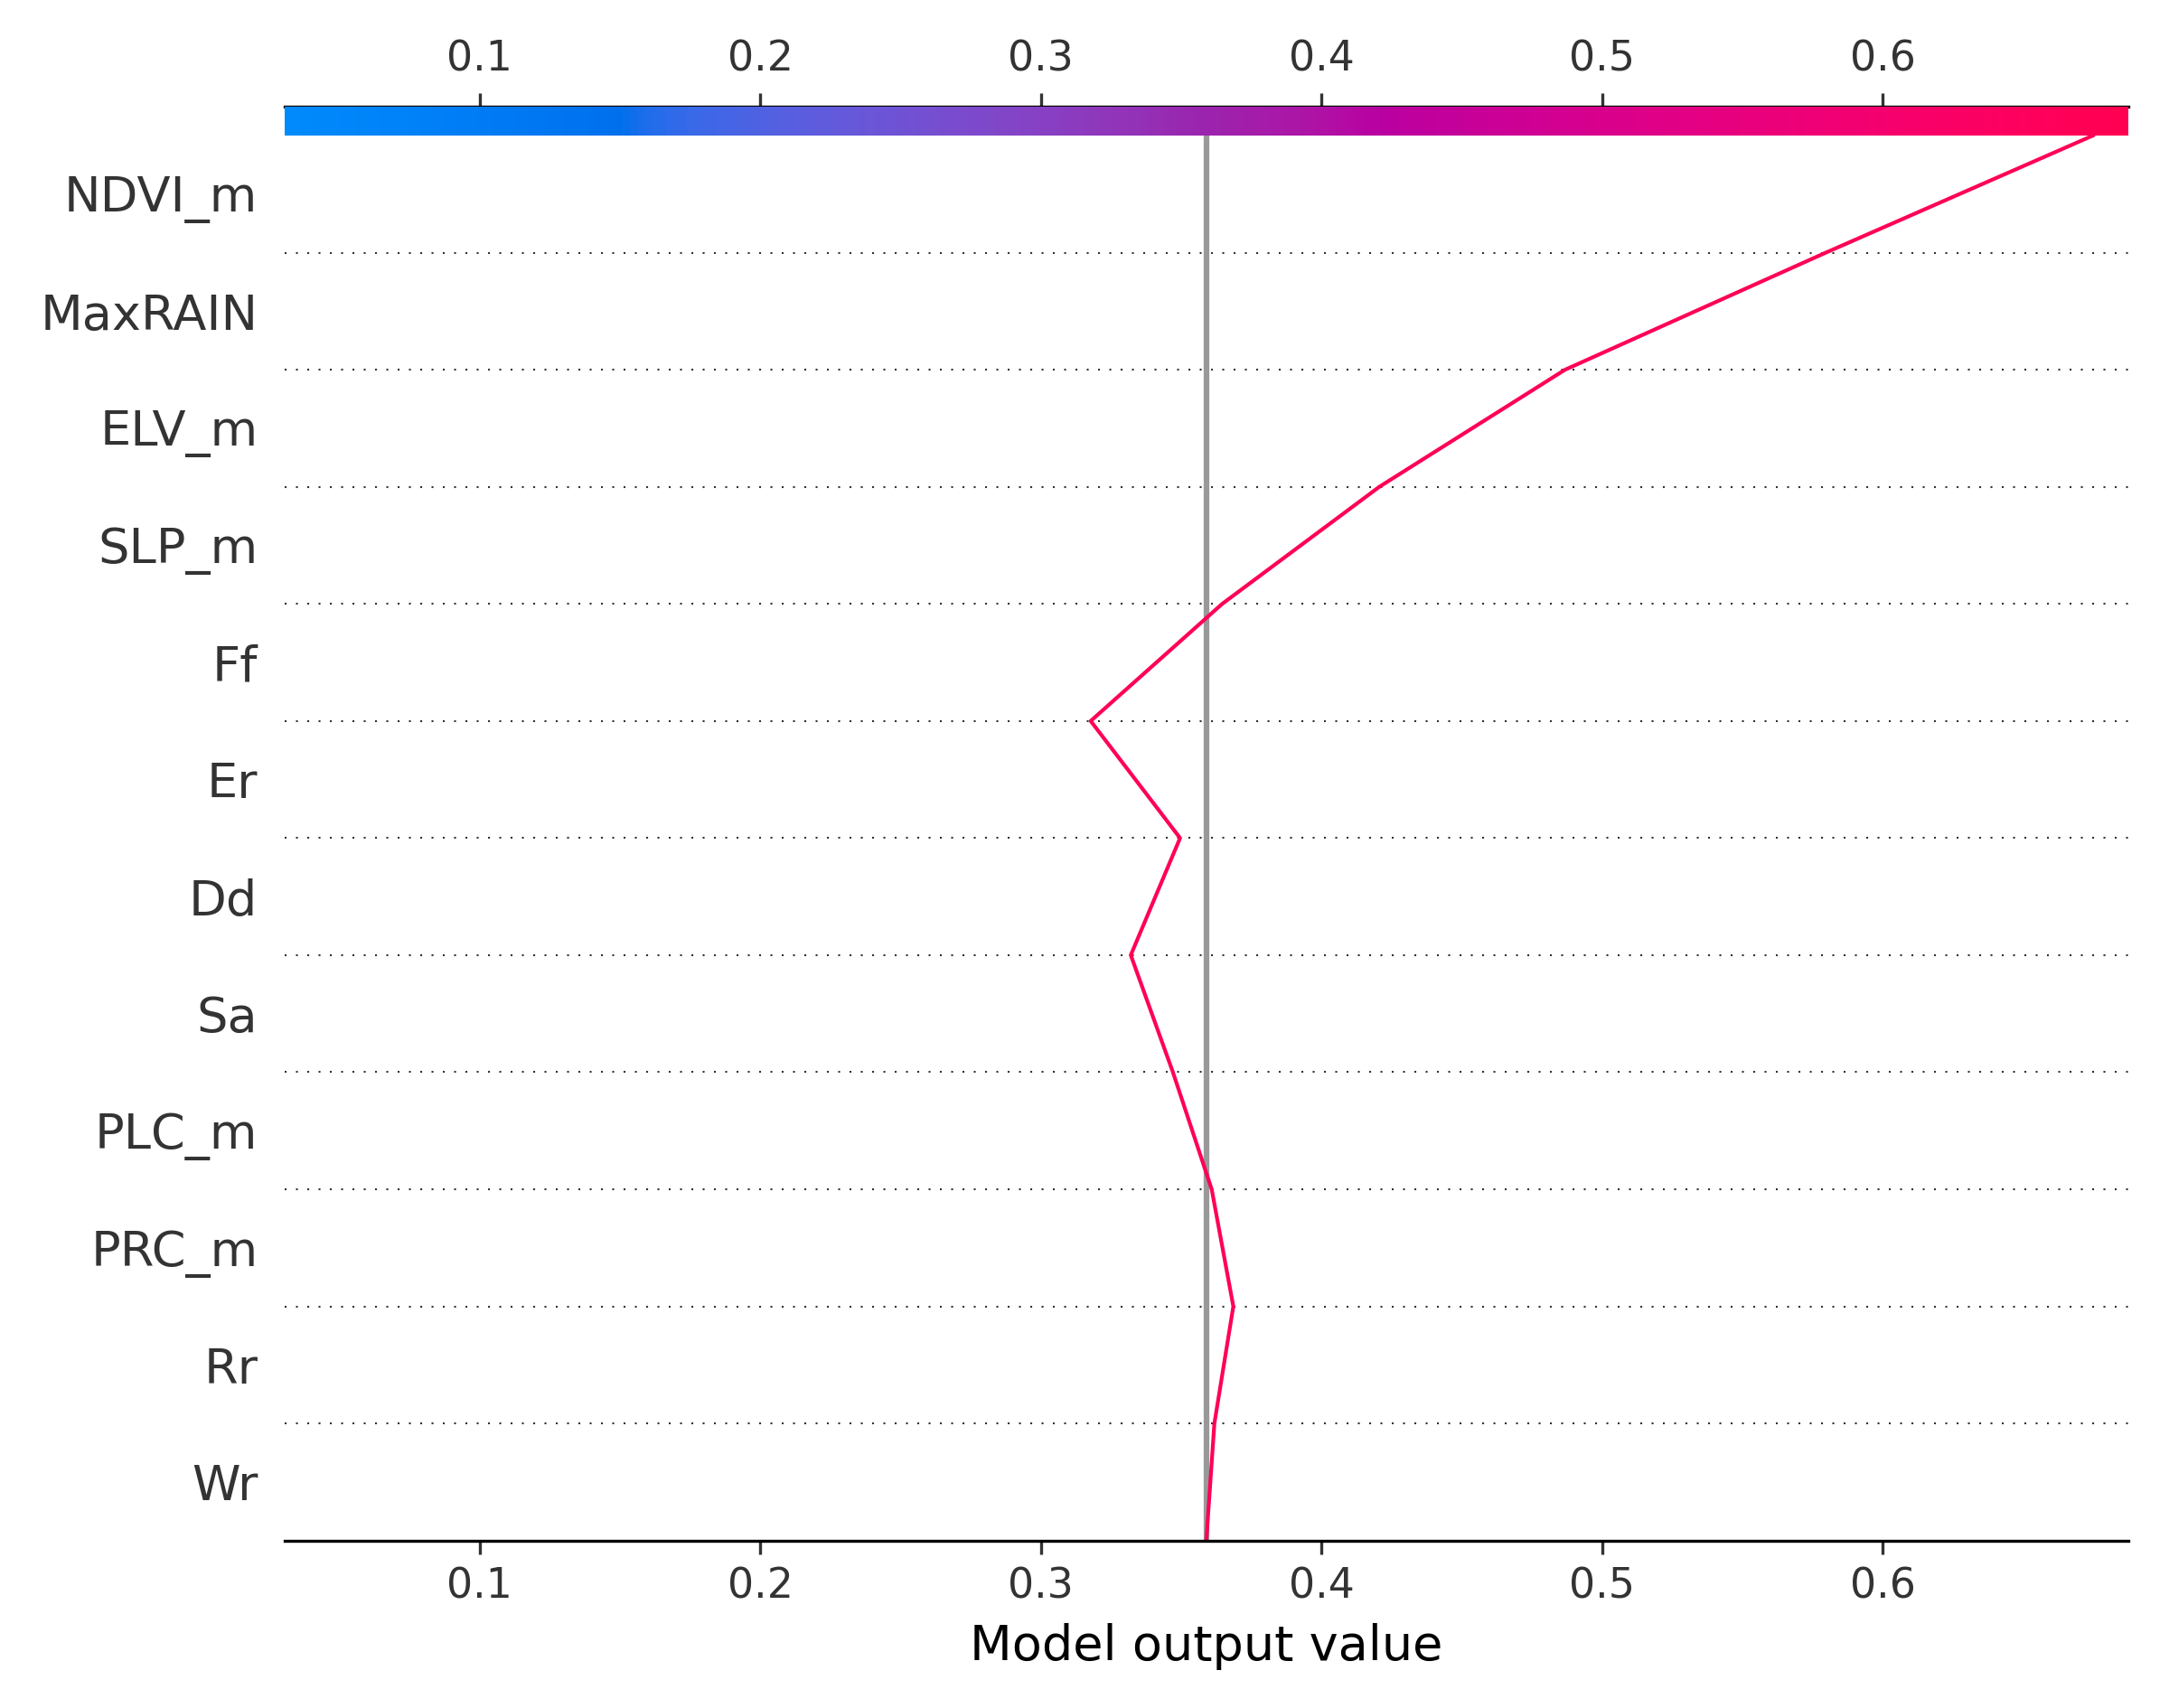 0.1 0.2 0.3 0.4 0.5 0.6
NDVI_m
MaxRAIN
ELV_m
SLP_m
Ff
Er
Dd
Sa
PLC_m
PRC_m
Rr
Wr
0.1 0.2 0.3 0.4 0.5 0.6
Model output value